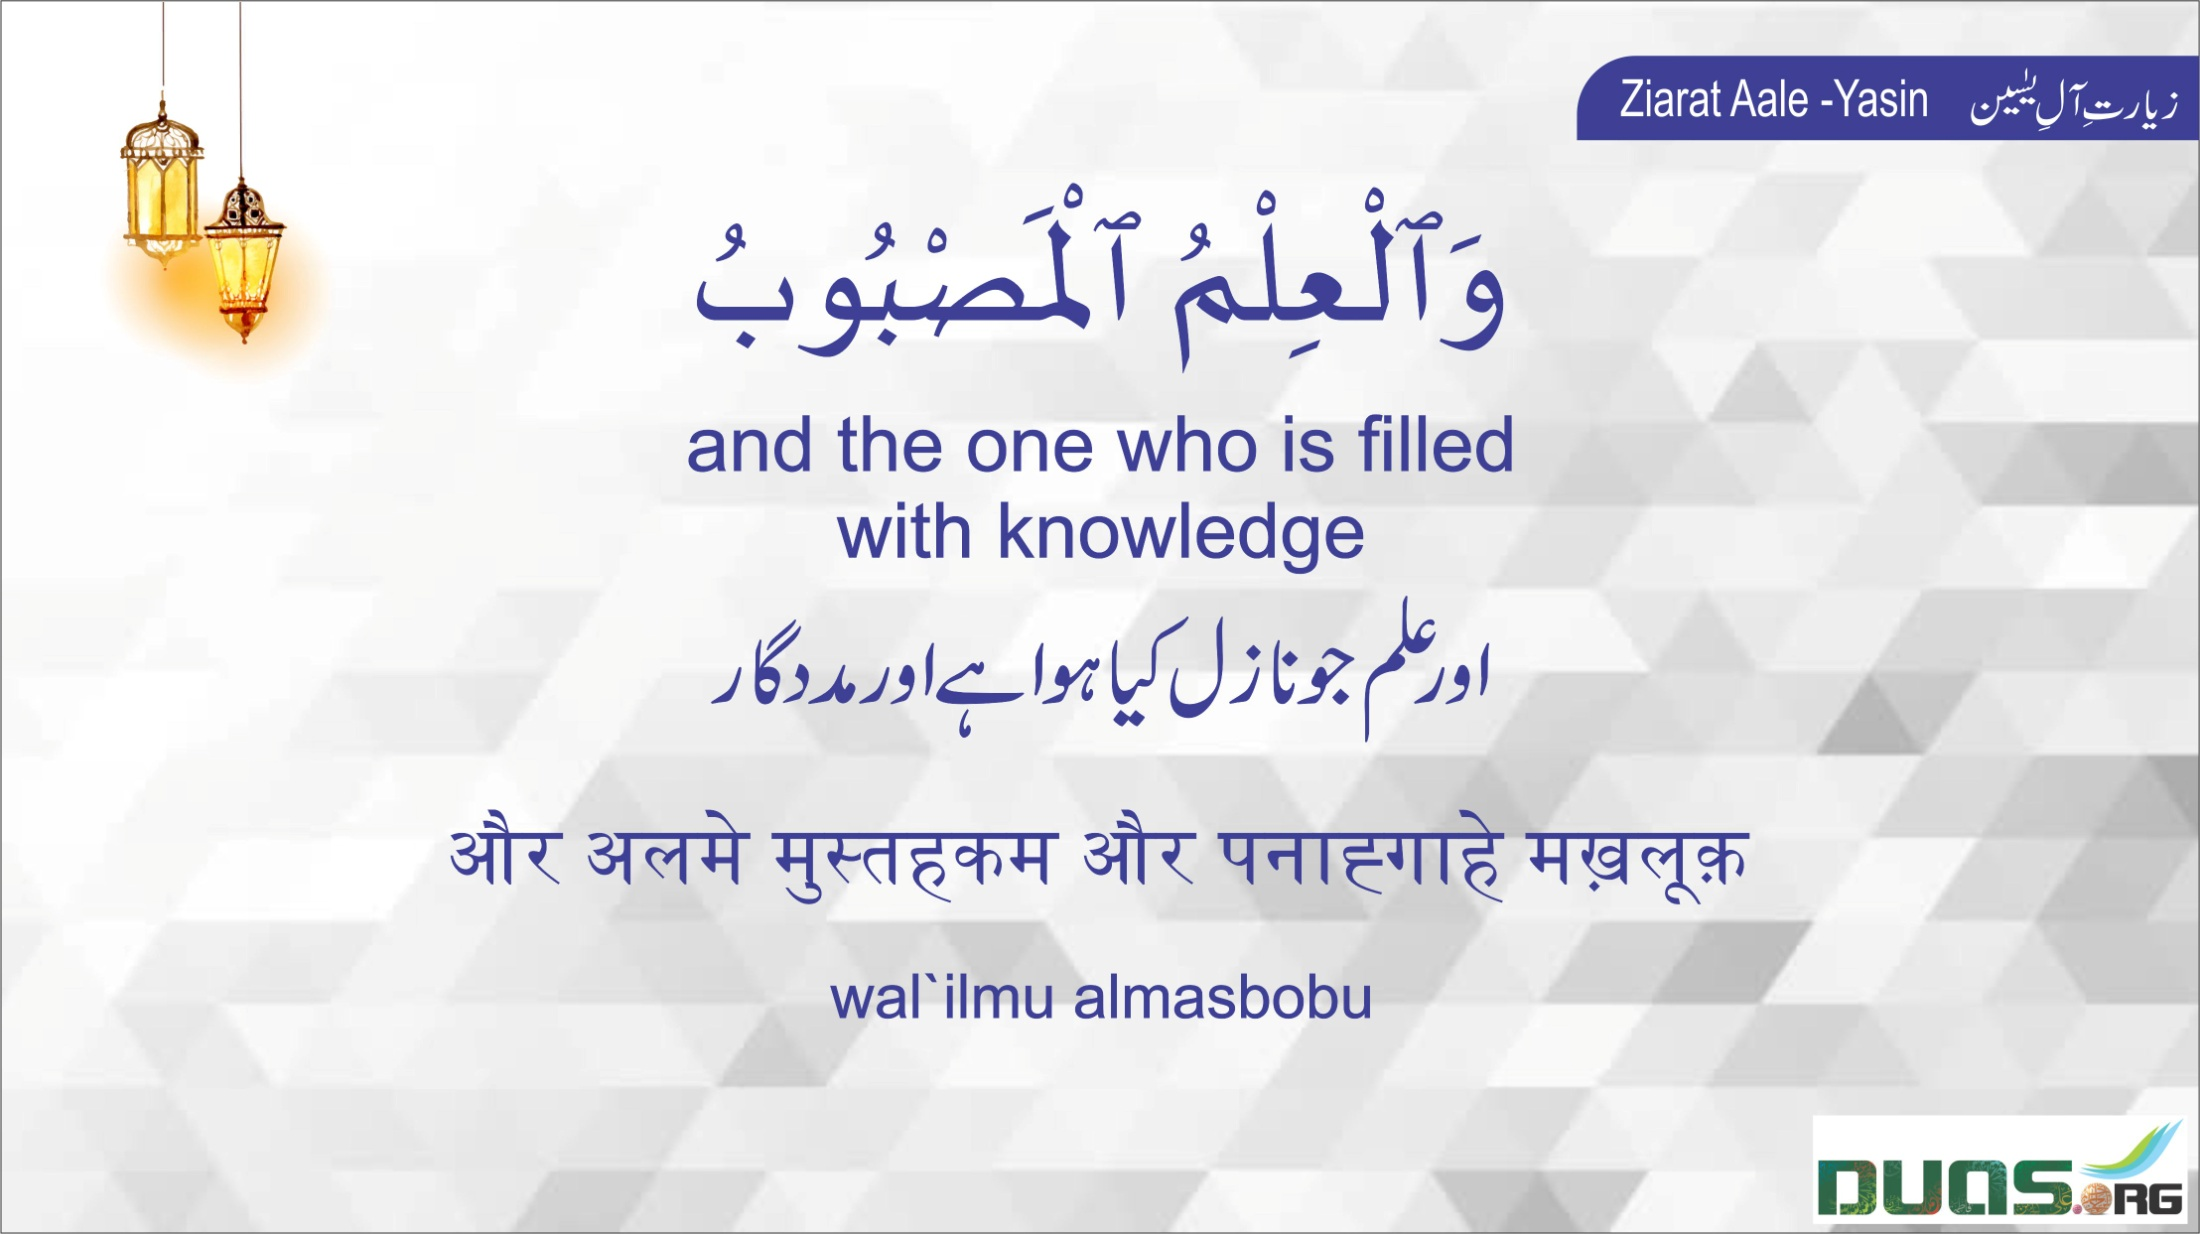 Ziarat Aale -Yasin زیارتِ آلِ یٰسین
وَٱلْعِلْمُ ٱلْمَصْبُوبُ
and the one who is filled
with knowledge
اور علم جو نازل کیا ہوا ہے اور مددگار
और अलमे मुस्तहकम और पनाह्गाहे मख़लूक़
wal`ilmu almasbobu
DUAS.ORG